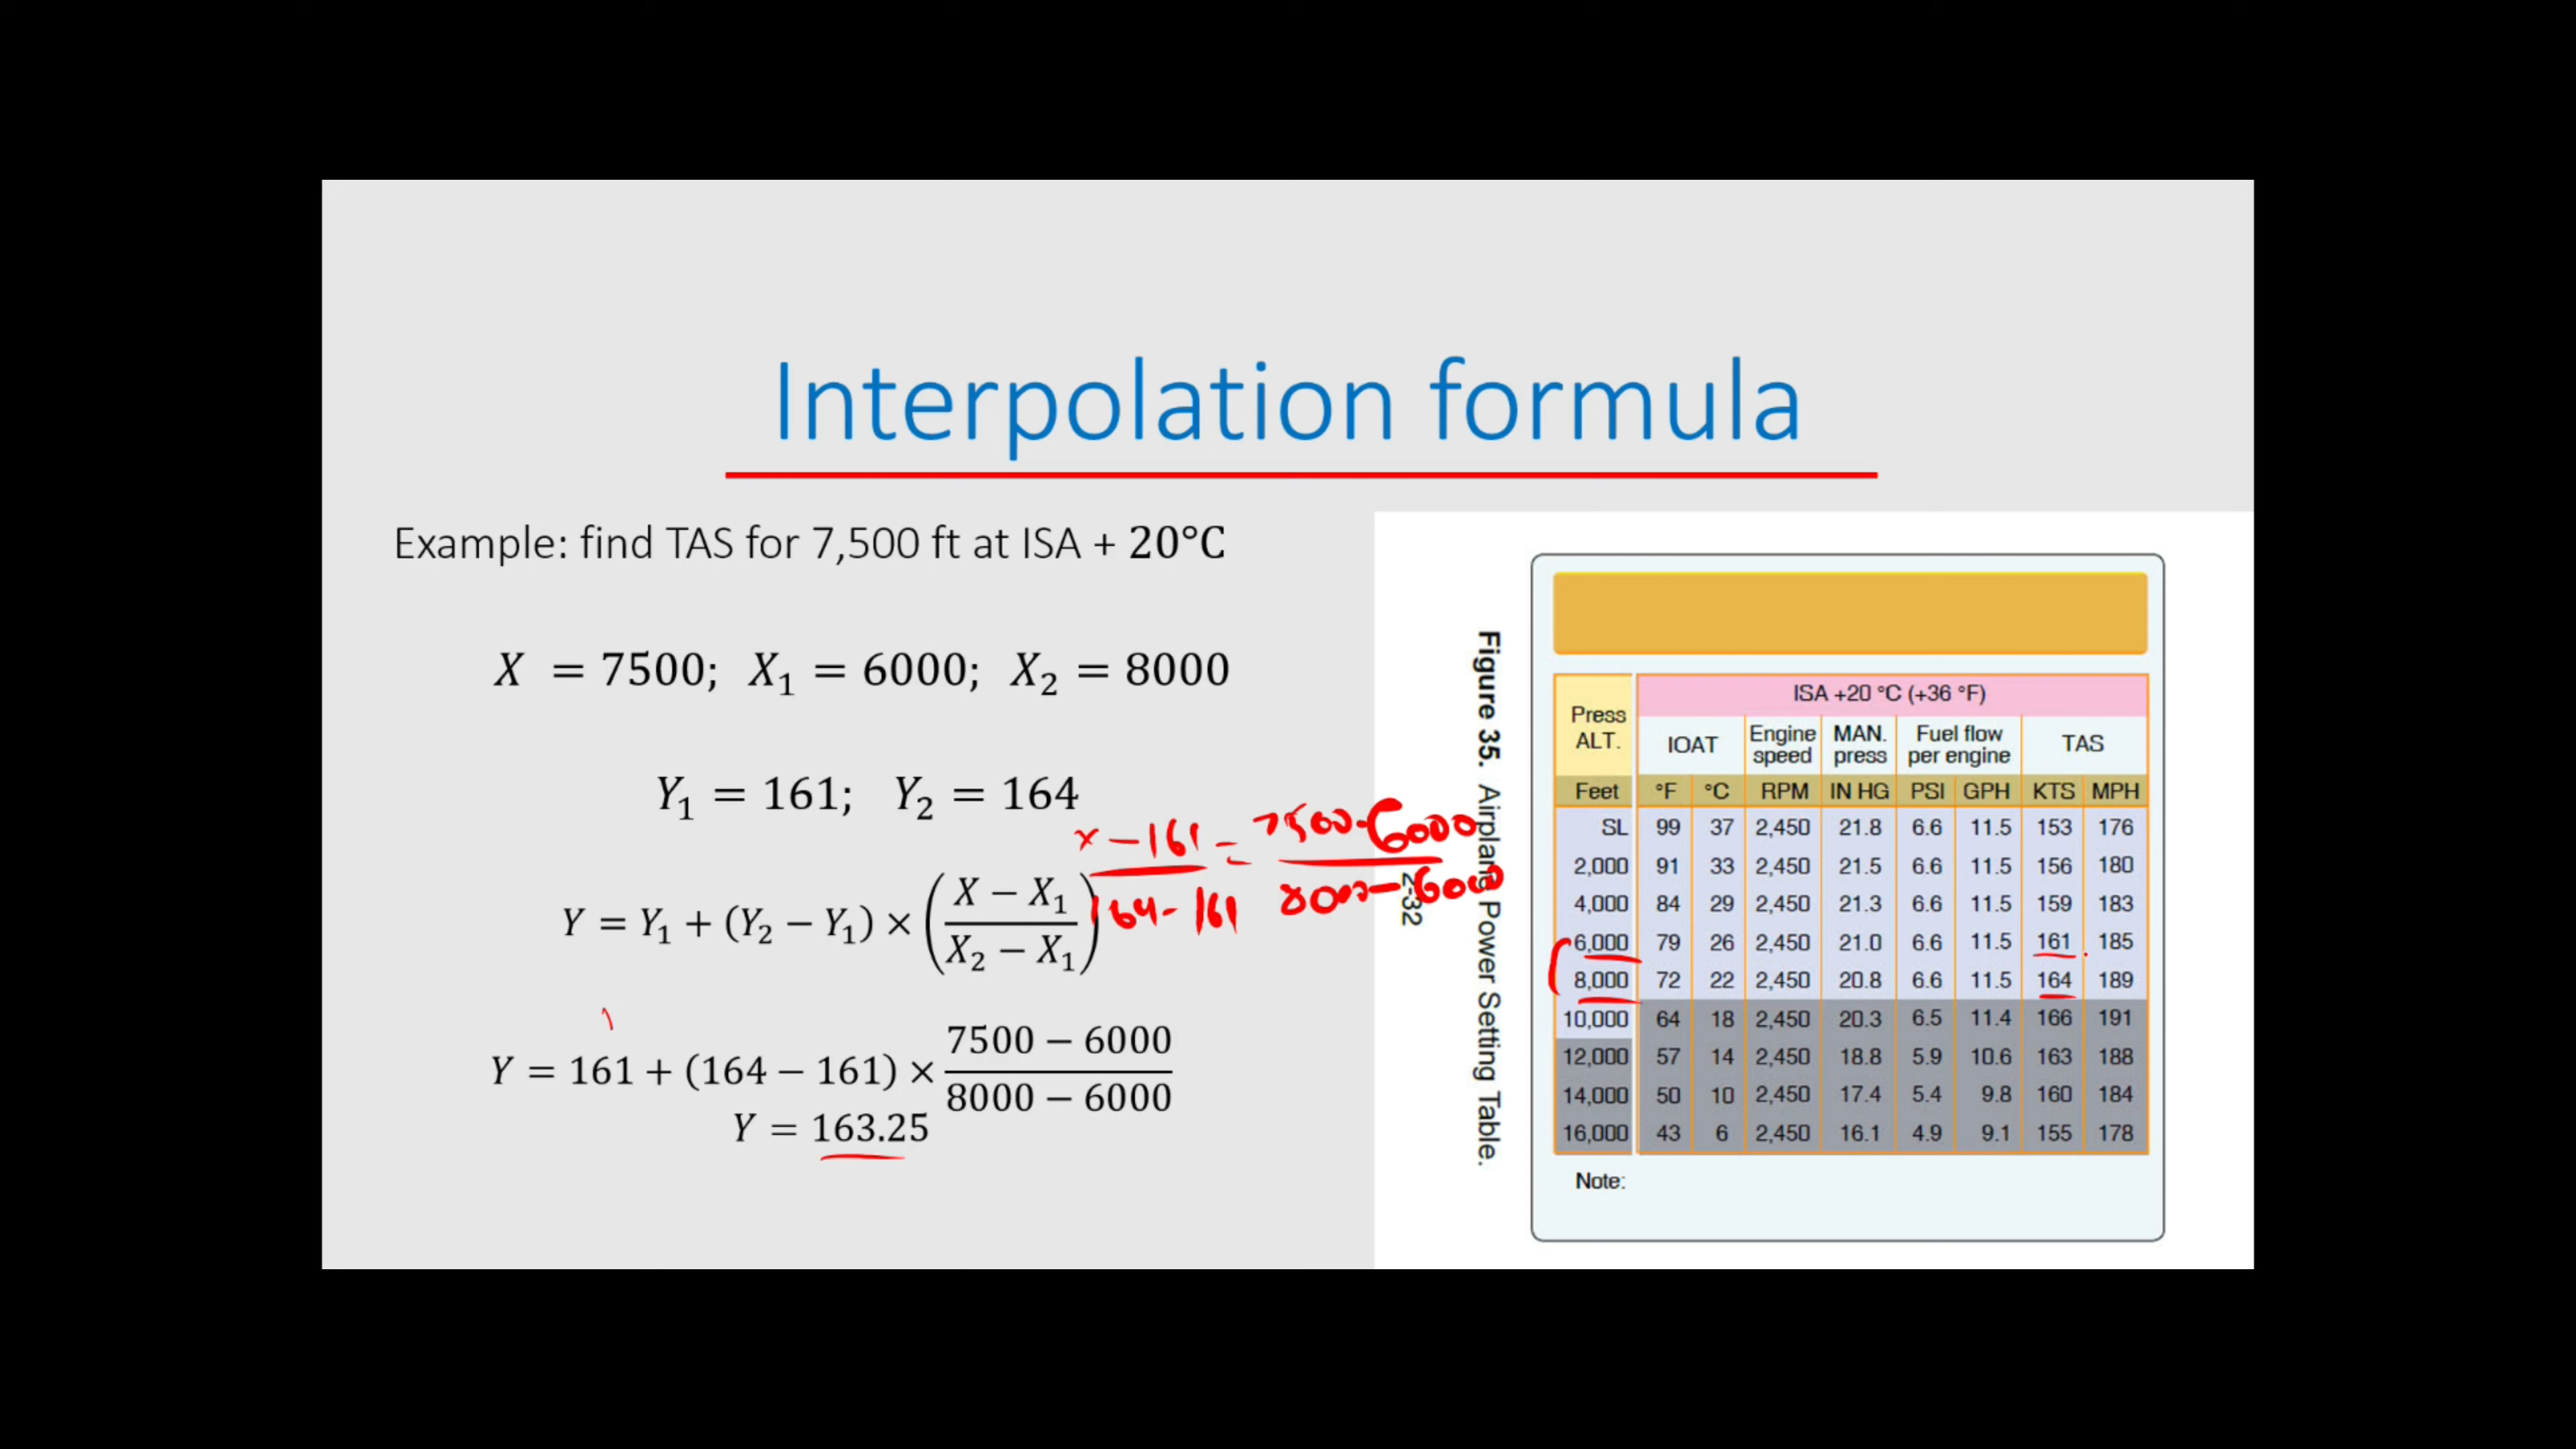 Interpolation formula
Example: find TAS for 7,500 ft at ISA + 20°C
X = 7500; X₁ = 6000; X₂ = 8000
Y₁ = 161; Y₂ = 164
x – 161 = 7500 - 6000
164 - 161 8000 – 6000
Y = Y₁ + (Y₂ − Y₁) × ( X − X₁ / X₂ − X₁ )
Y = 161 + (164 − 161) × 7500 − 6000 / 8000 − 6000
Y = 163.25
Figure 35. Airplane Power Setting Table.
2-32
ISA +20 °C (+36 °F)
Press ALT. IOAT Engine speed MAN. press Fuel flow per engine TAS
Feet °F °C RPM IN HG PSI GPH KTS MPH
SL 99 37 2,450 21.8 6.6 11.5 153 176
2,000 91 33 2,450 21.5 6.6 11.5 156 180
4,000 84 29 2,450 21.3 6.6 11.5 159 183
6,000 79 26 2,450 21.0 6.6 11.5 161 185
8,000 72 22 2,450 20.8 6.6 11.5 164 189
10,000 64 18 2,450 20.3 6.5 11.4 166 191
12,000 57 14 2,450 18.8 5.9 10.6 163 188
14,000 50 10 2,450 17.4 5.4 9.8 160 184
16,000 43 6 2,450 16.1 4.9 9.1 155 178
Note: